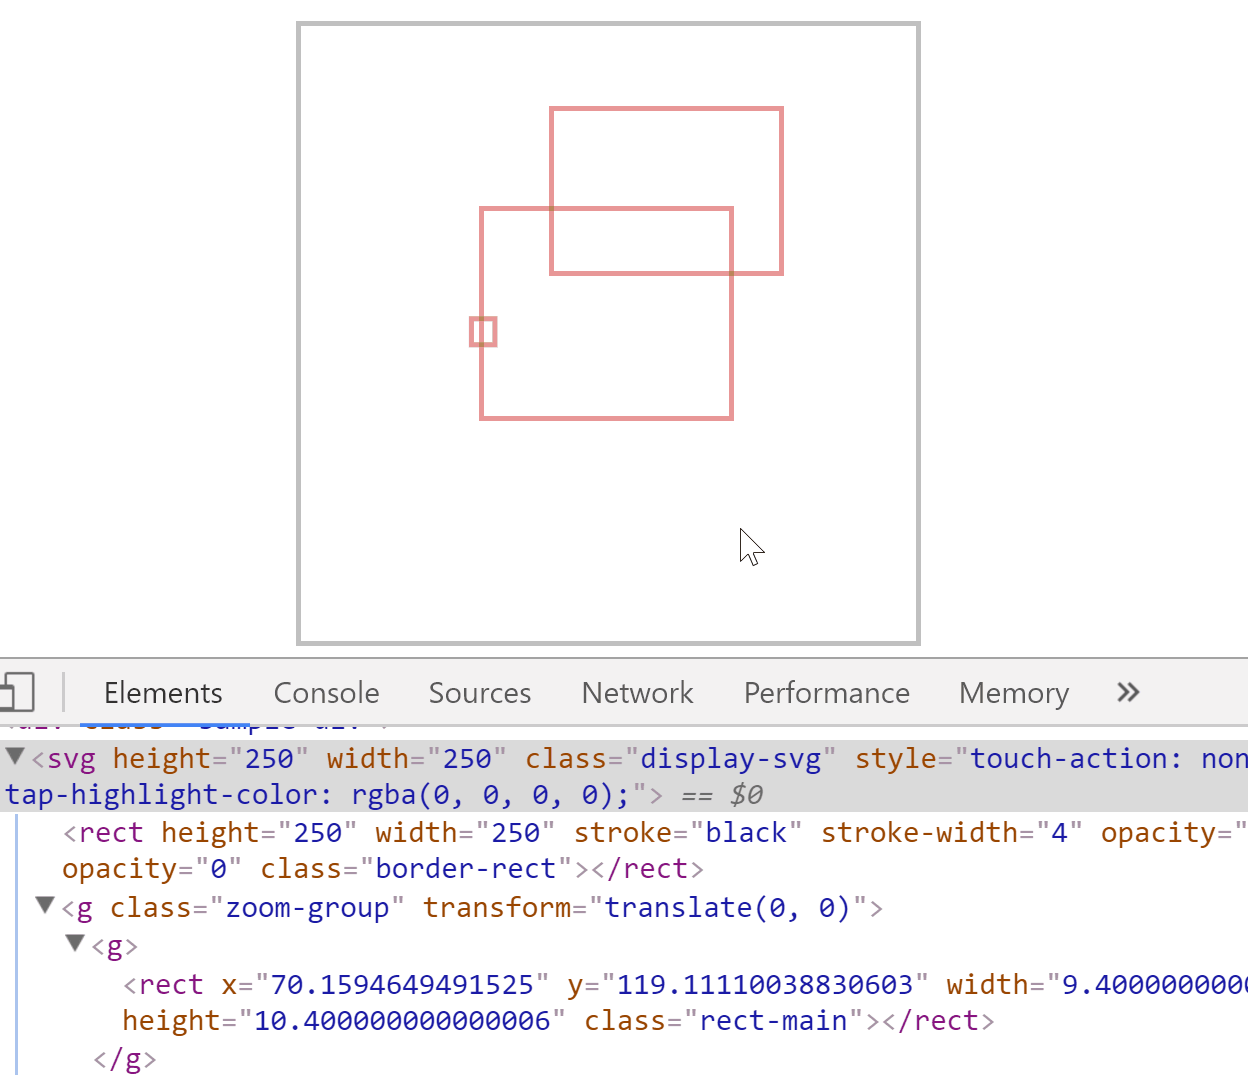 Elements Console Sources Network Performance Memory »
<svg height="250" width="250" class="display-svg" style="touch-action: non
tap-highlight-color: rgba(0, 0, 0, 0);"> == $0
<rect height="250" width="250" stroke="black" stroke-width="4" opacity="
opacity="0" class="border-rect"></rect>
<g class="zoom-group" transform="translate(0, 0)">
<g>
<rect x="70.1594649491525" y="119.11110038830603" width="9.4000000000
height="10.400000000000006" class="rect-main"></rect>
</g>